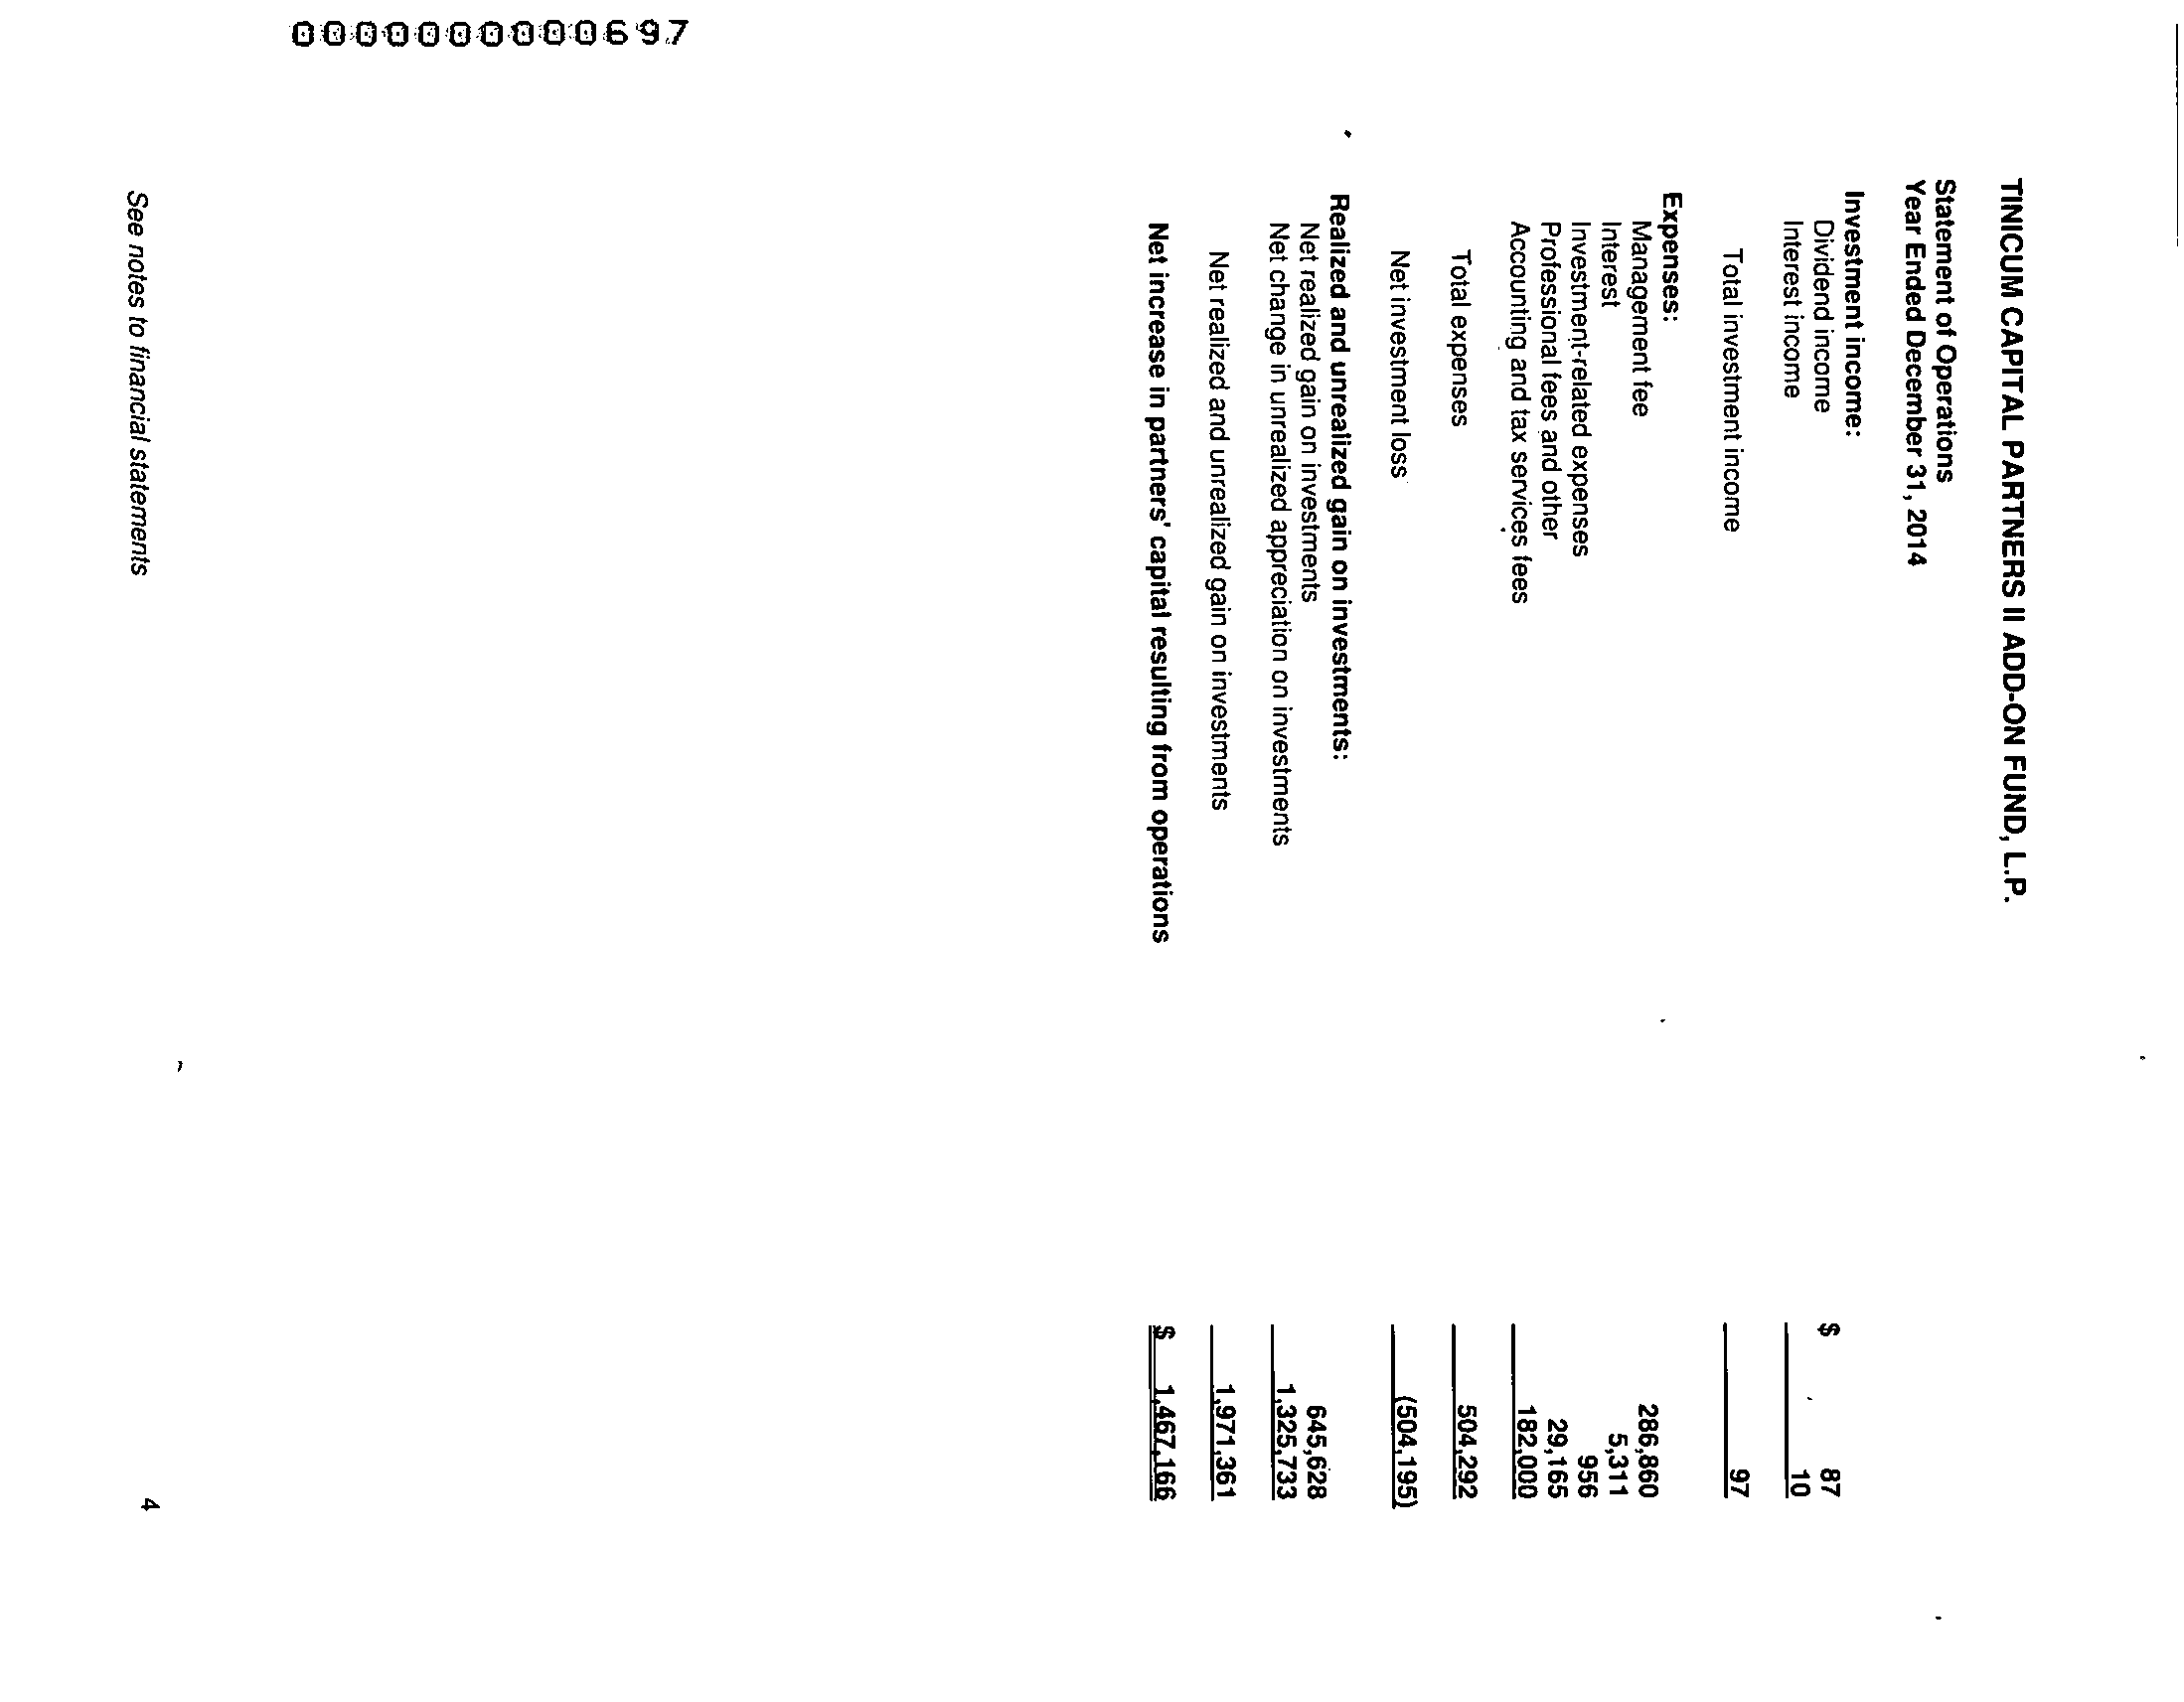 TINICUM CAPITAL PARTNERS II ADD-ON FUND, L.P.
Statement of Operations
Year Ended December 31, 2014
Investment income:
Dividend income $ 87
Interest income 10
Total investment income 97
Expenses:
Management fee 286,860
Interest 5,311
Investment-related expenses 956
Professional fees and other 29,165
Accounting and tax services fees 182,000
Total expenses 504,292
Net investment loss (504,195)
Realized and unrealized gain on investments:
Net realized gain on investments 645,628
Net change in unrealized appreciation on investments 1,325,733
Net realized and unrealized gain on investments 1,971,361
Net increase in partners' capital resulting from operations $ 1,467,166
See notes to financial statements 4
0000000000697